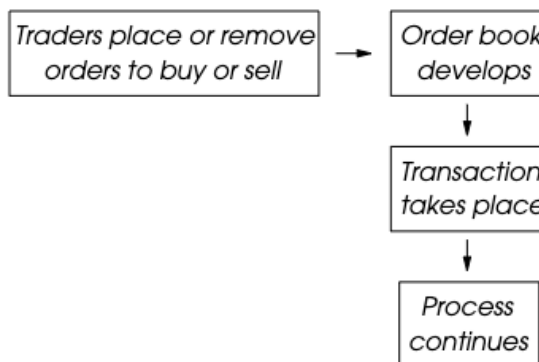 Traders place or remove
orders to buy or sell
Order book
develops
Transaction
takes place
Process
continues